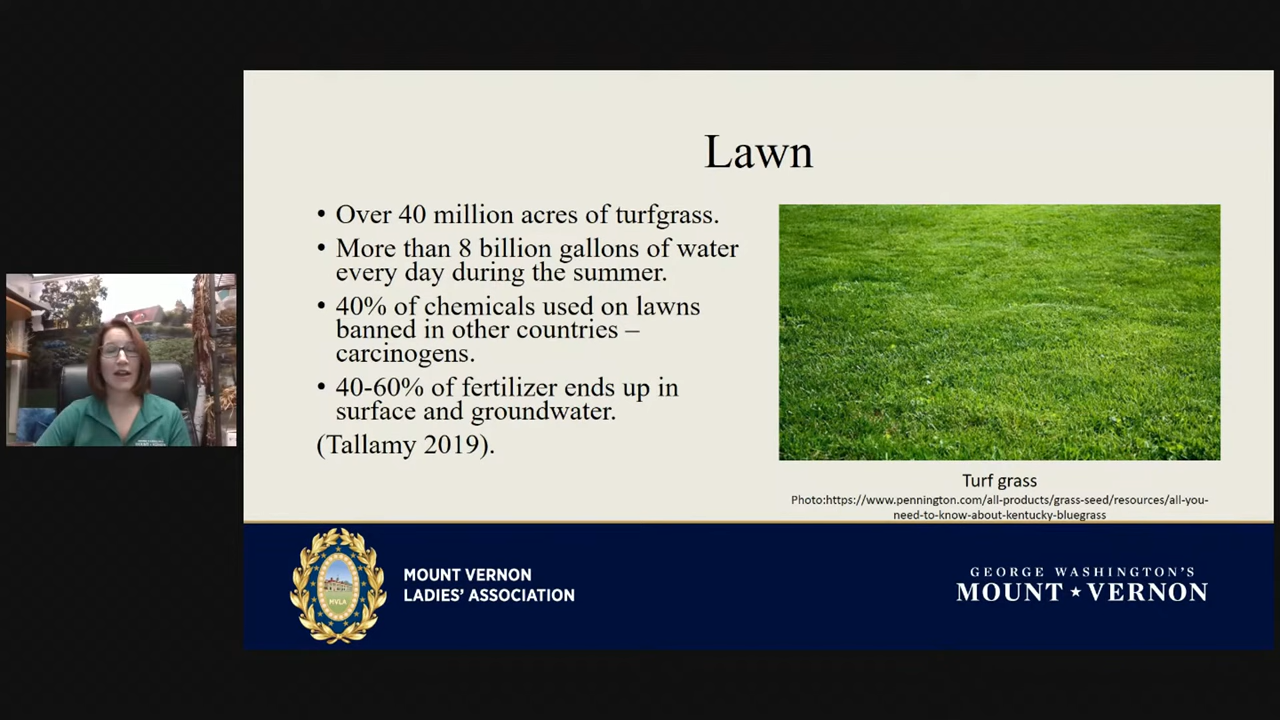 Lawn
• Over 40 million acres of turfgrass.
• More than 8 billion gallons of water
every day during the summer.
• 40% of chemicals used on lawns
banned in other countries –
carcinogens.
• 40-60% of fertilizer ends up in
surface and groundwater.
(Tallamy 2019).
Turf grass
Photo:https://www.pennington.com/all-products/grass-seed/resources/all-you-
need-to-know-about-kentucky-bluegrass
MVLA
MOUNT VERNON
LADIES' ASSOCIATION
GEORGE WASHINGTON'S
MOUNT★VERNON